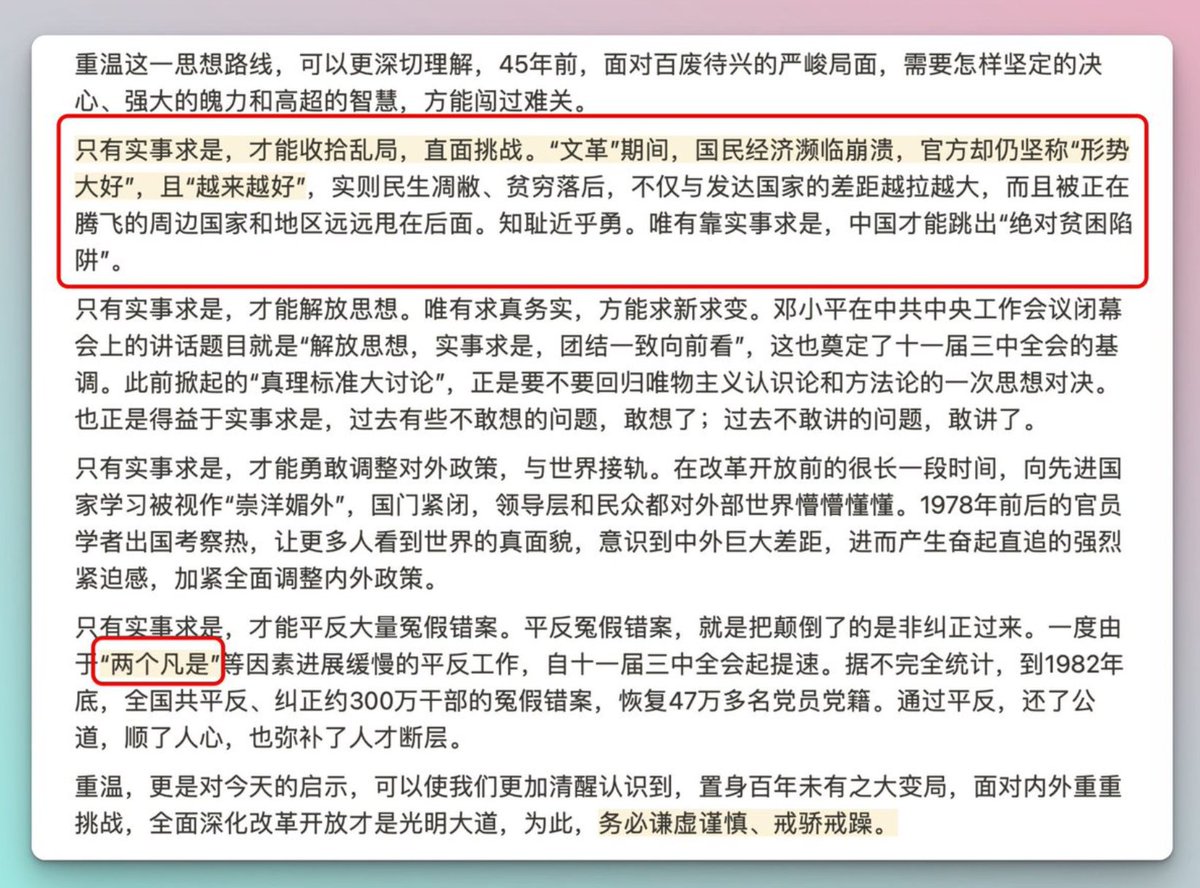 重温这一思想路线，可以更深切理解，45年前，面对百废待兴的严峻局面，需要怎样坚定的决
心、强大的魄力和高超的智慧，方能闯过难关。
只有实事求是，才能收拾乱局，直面挑战。“文革”期间，国民经济濒临崩溃，官方却仍坚称“形势
大好”，且“越来越好”，实则民生凋敝、贫穷落后，不仅与发达国家的差距越拉越大，而且被正在
腾飞的周边国家和地区远远甩在后面。知耻近乎勇。唯有靠实事求是，中国才能跳出“绝对贫困陷
阱”。
只有实事求是，才能解放思想。唯有求真务实，方能求新求变。邓小平在中共中央工作会议闭幕
会上的讲话题目就是“解放思想，实事求是，团结一致向前看”，这也奠定了十一届三中全会的基
调。此前掀起的“真理标准大讨论”，正是要不要回归唯物主义认识论和方法论的一次思想对决。
也正是得益于实事求是，过去有些不敢想的问题，敢想了；过去不敢讲的问题，敢讲了。
只有实事求是，才能勇敢调整对外政策，与世界接轨。在改革开放前的很长一段时间，向先进国
家学习被视作“崇洋媚外”，国门紧闭，领导层和民众都对外部世界懵懵懂懂。1978年前后的官员
学者出国考察热，让更多人看到世界的真面貌，意识到中外巨大差距，进而产生奋起直追的强烈
紧迫感，加紧全面调整内外政策。
只有实事求是，才能平反大量冤假错案。平反冤假错案，就是把颠倒了的是非纠正过来。一度由
于“两个凡是”等因素进展缓慢的平反工作，自十一届三中全会起提速。据不完全统计，到1982年
底，全国共平反、纠正约300万干部的冤假错案，恢复47万多名党员党籍。通过平反，还了公
道，顺了人心，也弥补了人才断层。
重温，更是对今天的启示，可以使我们更加清醒认识到，置身百年未有之大变局，面对内外重重
挑战，全面深化改革开放才是光明大道，为此，务必谦虚谨慎、戒骄戒躁。